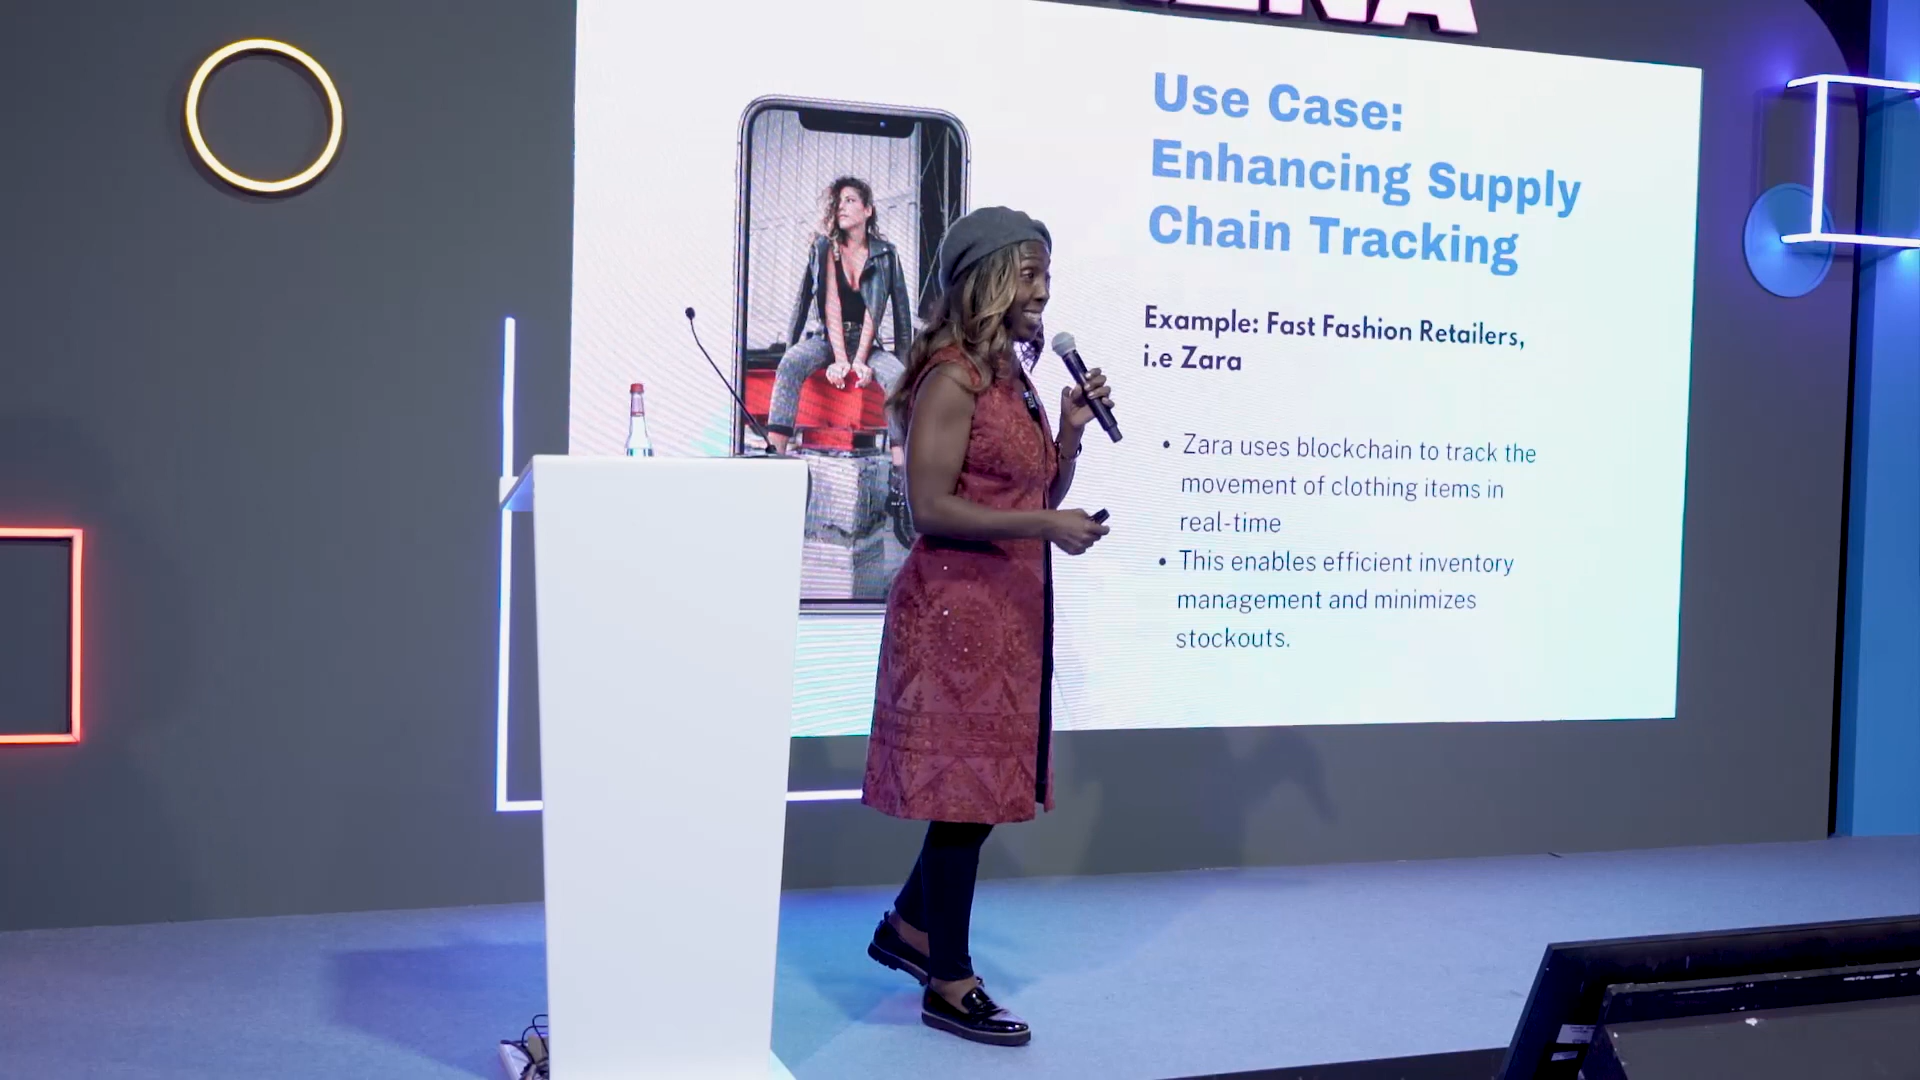 Use Case:
Enhancing Supply
Chain Tracking
Example: Fast Fashion Retailers,
i.e Zara
• Zara uses blockchain to track the
movement of clothing items in
real-time
• This enables efficient inventory
management and minimizes
stockouts.